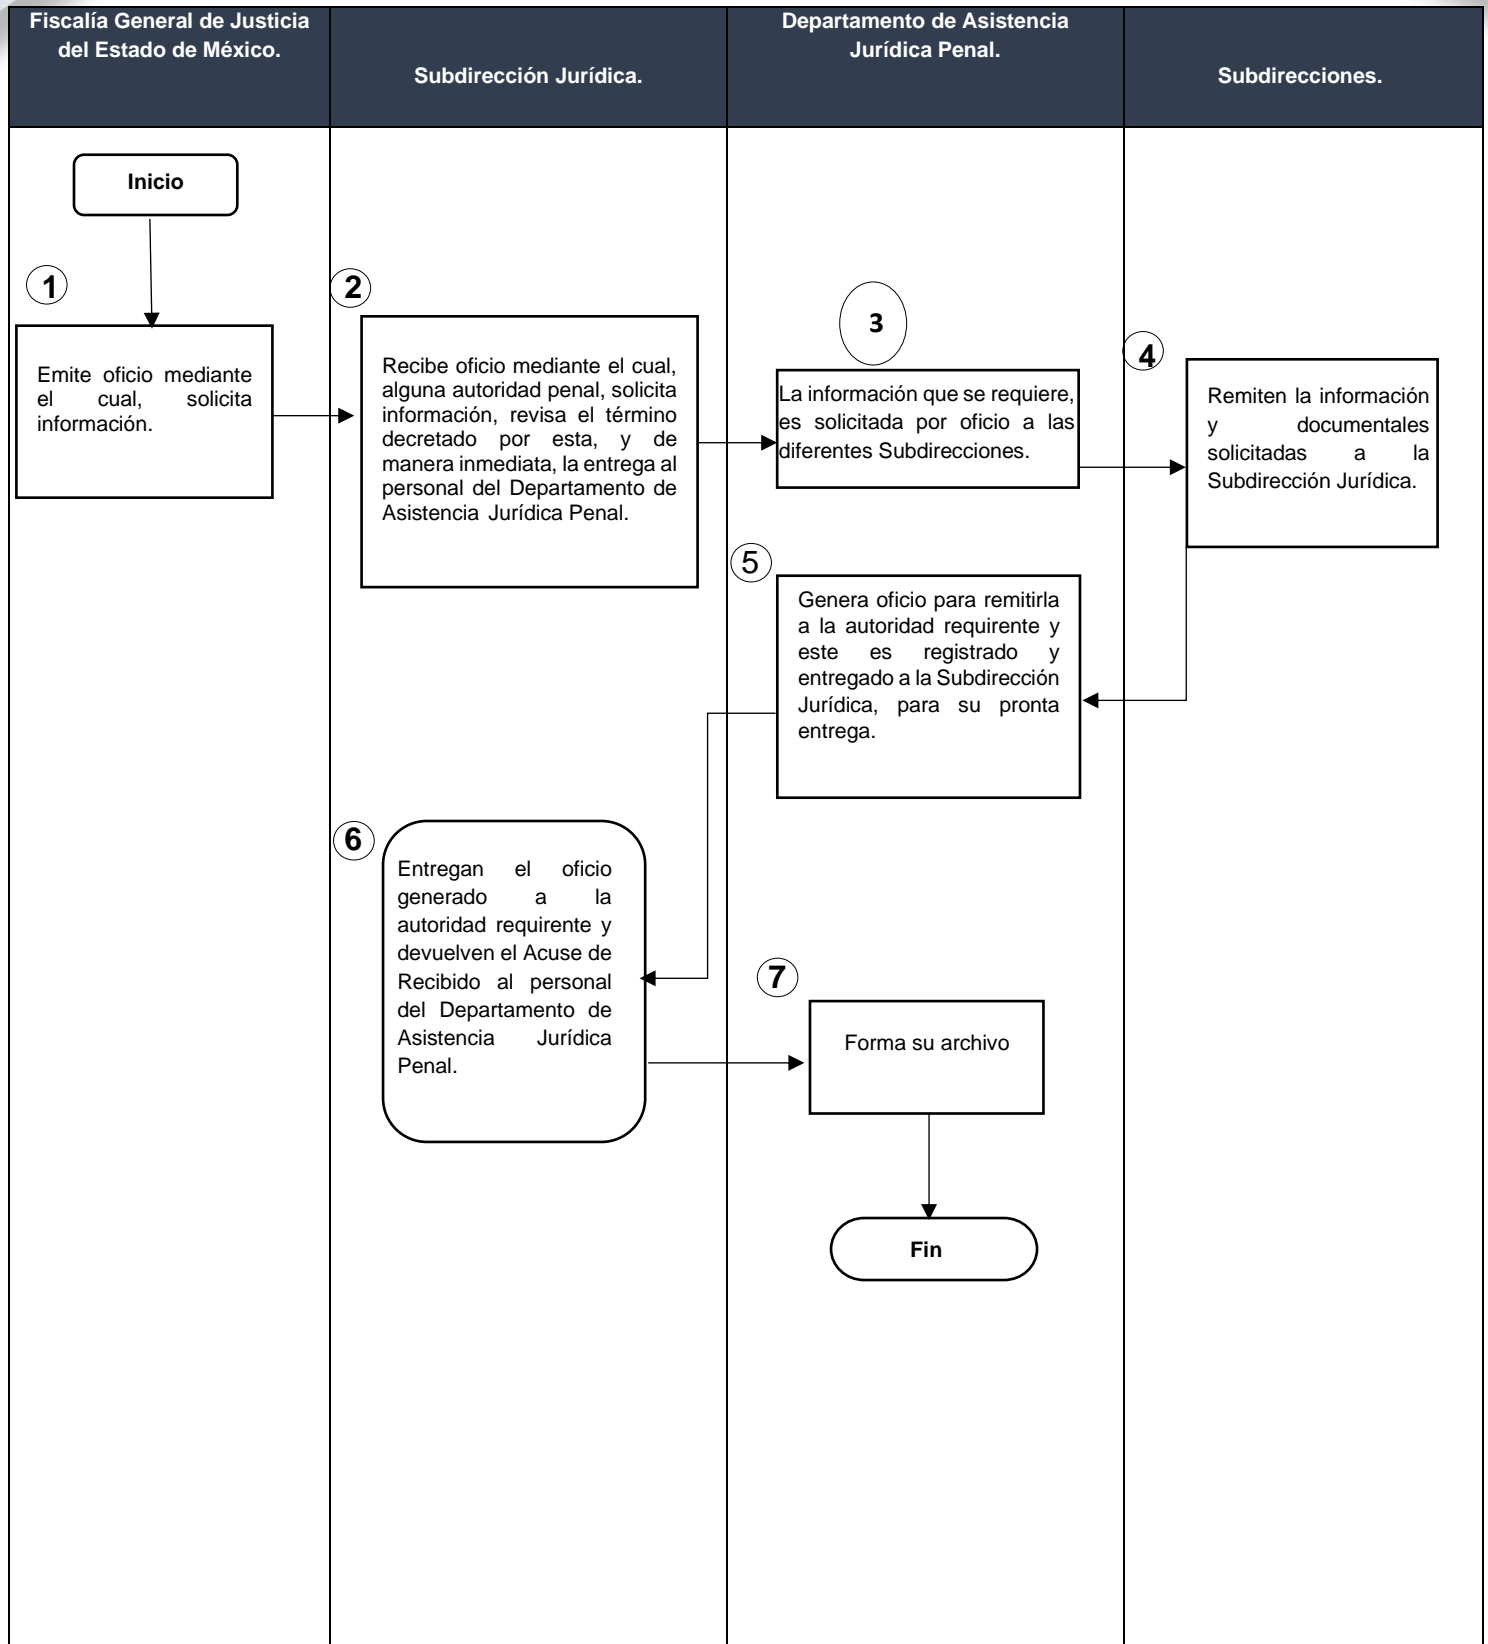 Fiscalía General de Justicia
del Estado de México.
Subdirección Jurídica.
Departamento de Asistencia
Jurídica Penal.
Subdirecciones.
Inicio
1
Emite oficio mediante
el cual, solicita
información.
2
Recibe oficio mediante el cual,
alguna autoridad penal, solicita
información, revisa el término
decretado por esta, y de
manera inmediata, la entrega al
personal del Departamento de
Asistencia Jurídica Penal.
3
La información que se requiere,
es solicitada por oficio a las
diferentes Subdirecciones.
4
Remiten la información
y documentales
solicitadas a la
Subdirección Jurídica.
5
Genera oficio para remitirla
a la autoridad requirente y
este es registrado y
entregado a la Subdirección
Jurídica, para su pronta
entrega.
6
Entregan el oficio
generado a la
autoridad requirente y
devuelven el Acuse de
Recibido al personal
del Departamento de
Asistencia Jurídica
Penal.
7
Forma su archivo
Fin